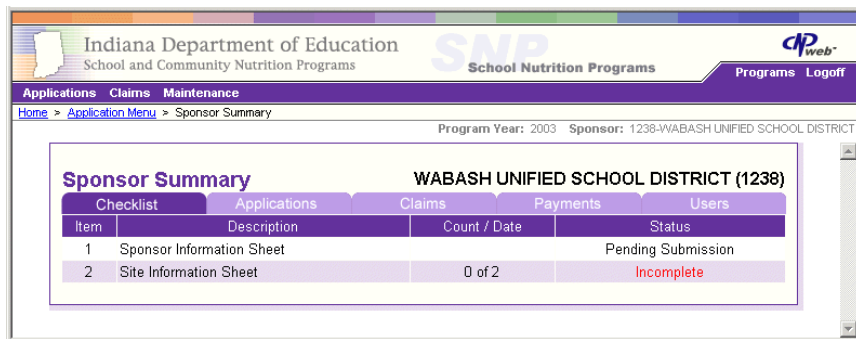 Indiana Department of Education
School and Community Nutrition Programs
SNP
School Nutrition Programs
CNPweb
Programs Logoff
Applications Claims Maintenance
Home > Application Menu > Sponsor Summary
Program Year: 2003 Sponsor: 1238-WABASH UNIFIED SCHOOL DISTRICT
Sponsor Summary WABASH UNIFIED SCHOOL DISTRICT (1238)
Checklist Applications Claims Payments Users
Item Description Count / Date Status
1 Sponsor Information Sheet Pending Submission
2 Site Information Sheet 0 of 2 Incomplete